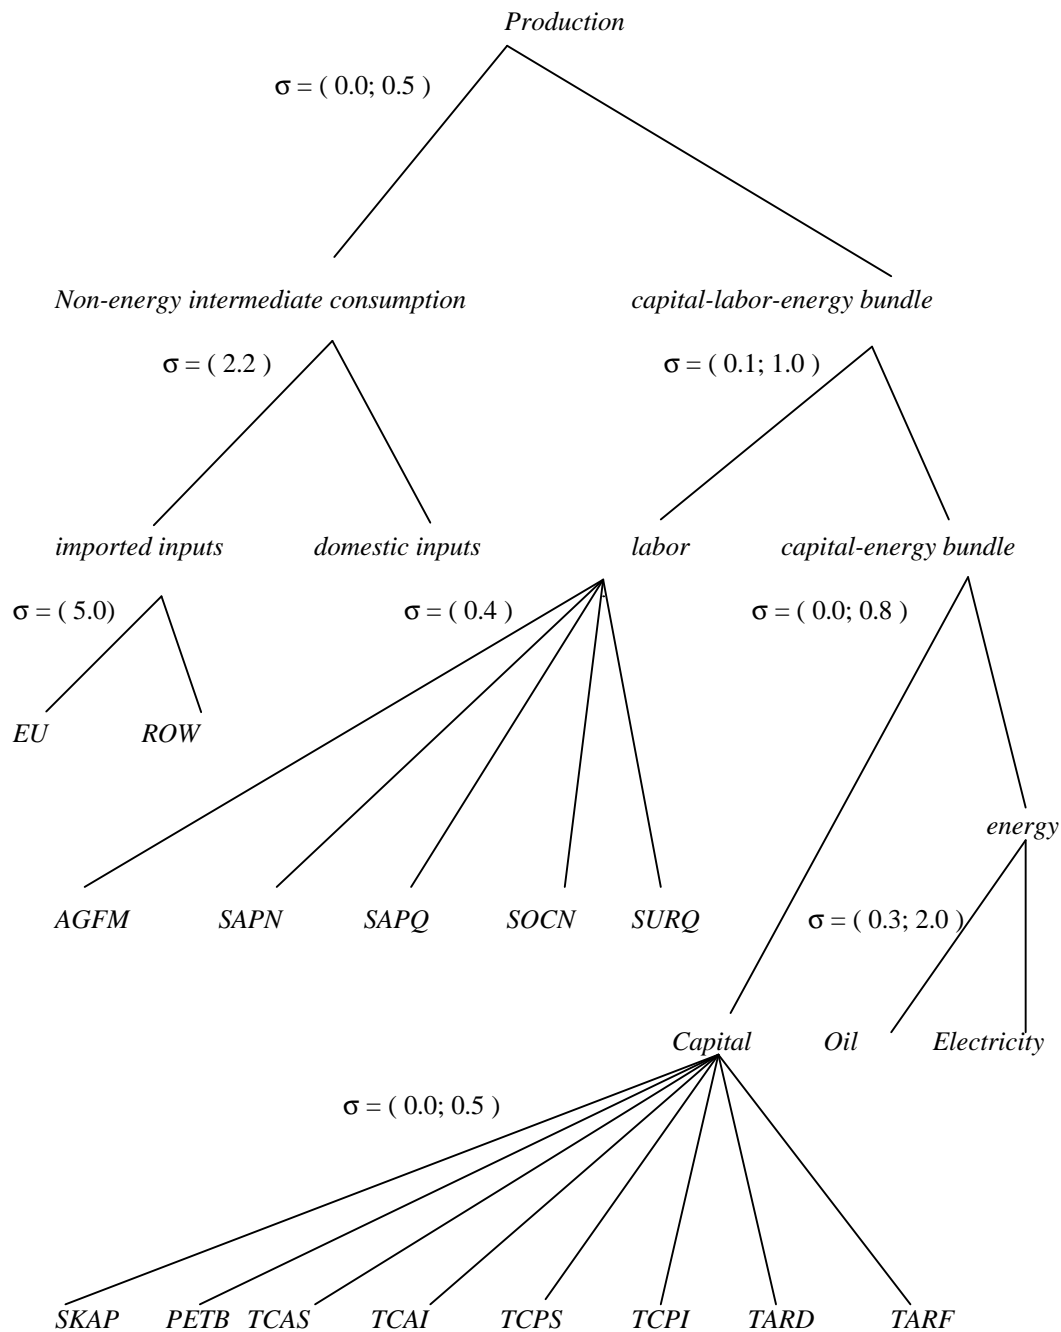 Production
σ = ( 0.0; 0.5 )
Non-energy intermediate consumption capital-labor-energy bundle
σ = ( 2.2 ) σ = ( 0.1; 1.0 )
imported inputs domestic inputs labor capital-energy bundle
σ = ( 5.0) σ = ( 0.4 ) σ = ( 0.0; 0.8 )
EU ROW
energy
AGFM SAPN SAPQ SOCN SURQ σ = ( 0.3; 2.0 )
Capital Oil Electricity
σ = ( 0.0; 0.5 )
SKAP PETB TCAS TCAI TCPS TCPI TARD TARF